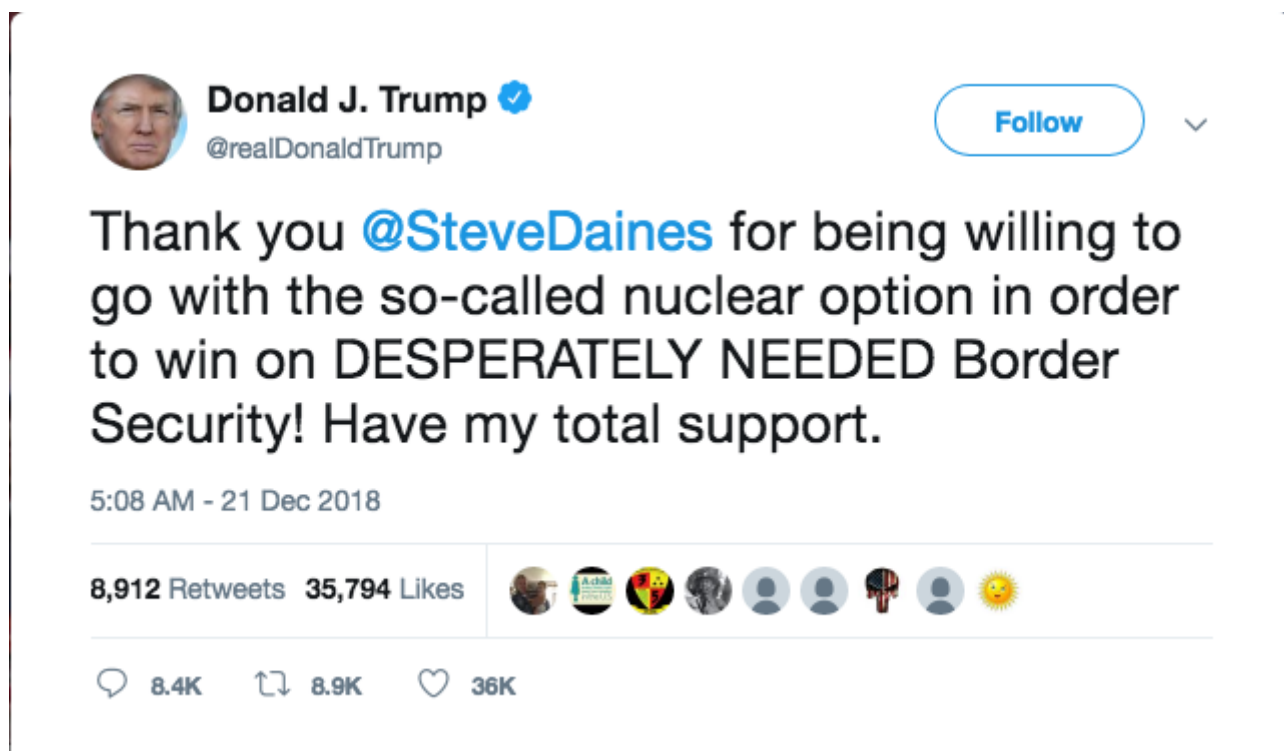 Donald J. Trump
@realDonaldTrump
Follow
Thank you @SteveDaines for being willing to
go with the so-called nuclear option in order
to win on DESPERATELY NEEDED Border
Security! Have my total support.
5:08 AM - 21 Dec 2018
8,912 Retweets 35,794 Likes
A child
8.4K 8.9K 36K